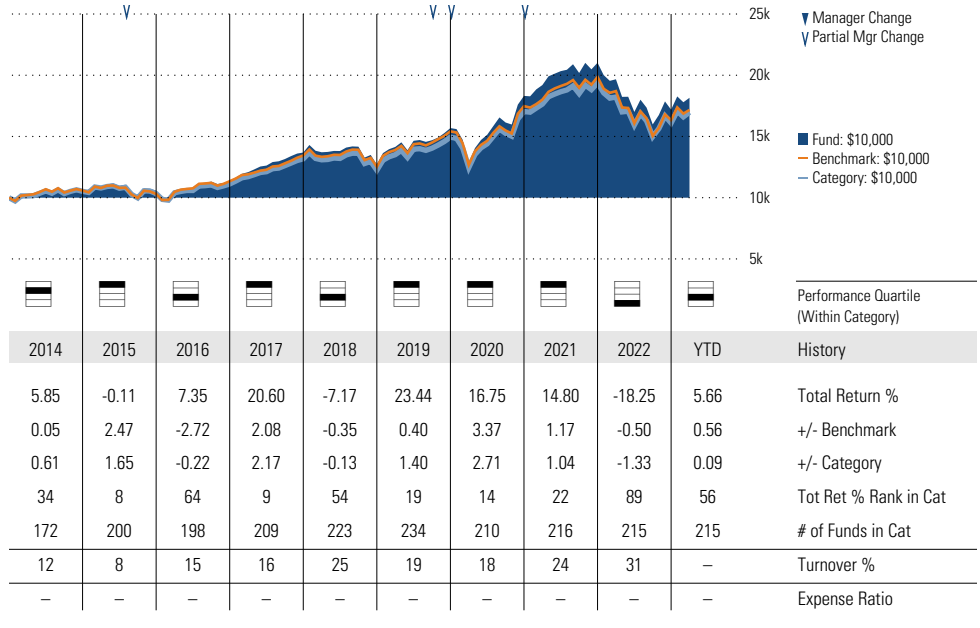 25k
Manager Change
Partial Mgr Change
20k
15k
Fund: $10,000
Benchmark: $10,000
Category: $10,000
10k
5k
Performance Quartile
(Within Category)
2014 2015 2016 2017 2018 2019 2020 2021 2022 YTD History
5.85 -0.11 7.35 20.60 -7.17 23.44 16.75 14.80 -18.25 5.66 Total Return %
0.05 2.47 -2.72 2.08 -0.35 0.40 3.37 1.17 -0.50 0.56 +/- Benchmark
0.61 1.65 -0.22 2.17 -0.13 1.40 2.71 1.04 -1.33 0.09 +/- Category
34 8 64 9 54 19 14 22 89 56 Tot Ret % Rank in Cat
172 200 198 209 223 234 210 216 215 215 # of Funds in Cat
12 8 15 16 25 19 18 24 31 – Turnover %
– – – – – – – – – – Expense Ratio